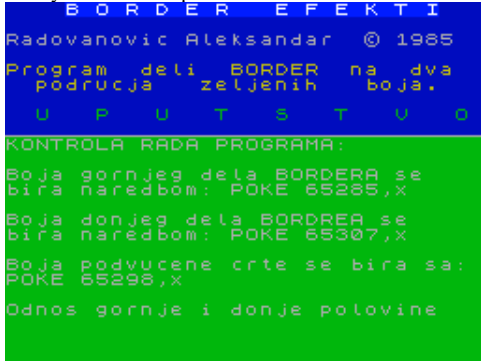 B O R D E R   E F E K T I
Radovanovic Aleksandar © 1985
Program deli BORDER na dva
podrucja zeljenih boja.
U P U T S T V O
KONTROLA RADA PROGRAMA:
Boja gornjeg dela BORDERA se
bira naredbom: POKE 65285,x
Boja donjeg dela BORDREA se
bira naredbom: POKE 65307,x
Boja podvucene crte se bira sa:
POKE 65298,x
Odnos gornje i donje polovine